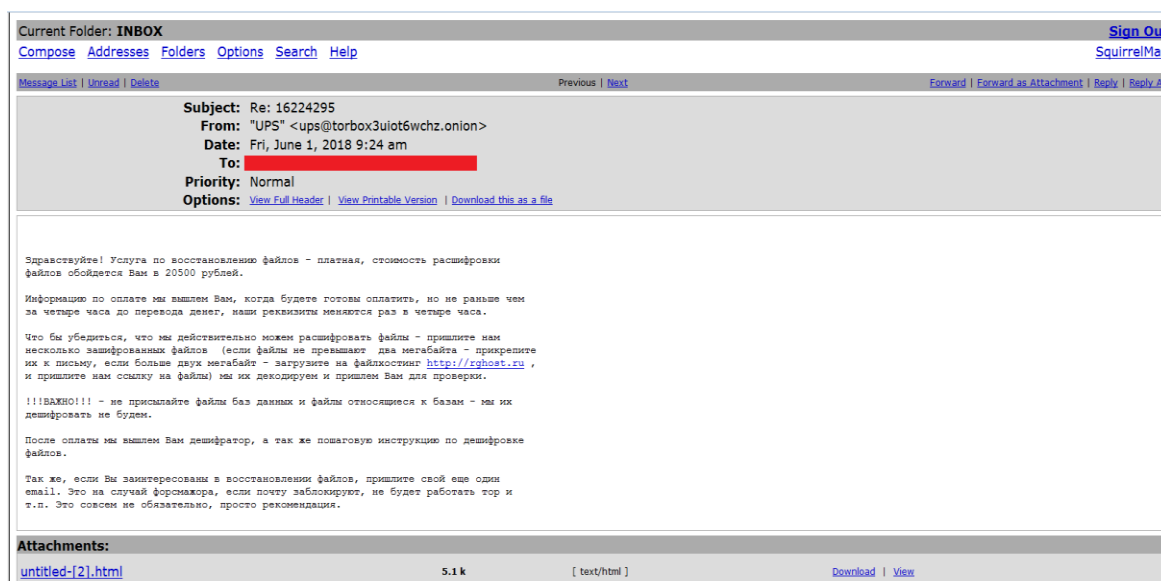 Current Folder: INBOX Sign Ou
Compose Addresses Folders Options Search Help SquirrelMa
Message List | Unread | Delete Previous | Next Forward | Forward as Attachment | Reply | Reply A
Subject: Re: 16224295
From: "UPS" <ups@torbox3uiot6wchz.onion>
Date: Fri, June 1, 2018 9:24 am
To:
Priority: Normal
Options: View Full Header | View Printable Version | Download this as a file
Здравствуйте! Услуга по восстановлению файлов - платная, стоимость расшифровки
файлов обойдется Вам в 20500 рублей.
Информацию по оплате мы вышлем Вам, когда будете готовы оплатить, но не раньше чем
за четыре часа до перевода денег, наши реквизиты меняются раз в четыре часа.
Что бы убедиться, что мы действительно можем расшифровать файлы - пришлите нам
несколько зашифрованных файлов (если файлы не превышают два мегабайта - прикрепите
их к письму, если больше двух мегабайт - загрузите на файлхостинг http://rghost.ru ,
и пришлите нам ссылку на файлы) мы их декодируем и пришлем Вам для проверки.
!!!ВАЖНО!!! - не присылайте файлы баз данных и файлы относящиеся к базам - мы их
дешифровать не будем.
После оплаты мы вышлем Вам дешифратор, а так же пошаговую инструкцию по дешифровке
файлов.
Так же, если Вы заинтересованы в восстановлении файлов, пришлите свой еще один
email. Это на случай форсмажора, если почту заблокируют, не будет работать тор и
т.п. Это совсем не обязательно, просто рекомендация.
Attachments:
untitled-[2].html 5.1 k [ text/html ] Download | View